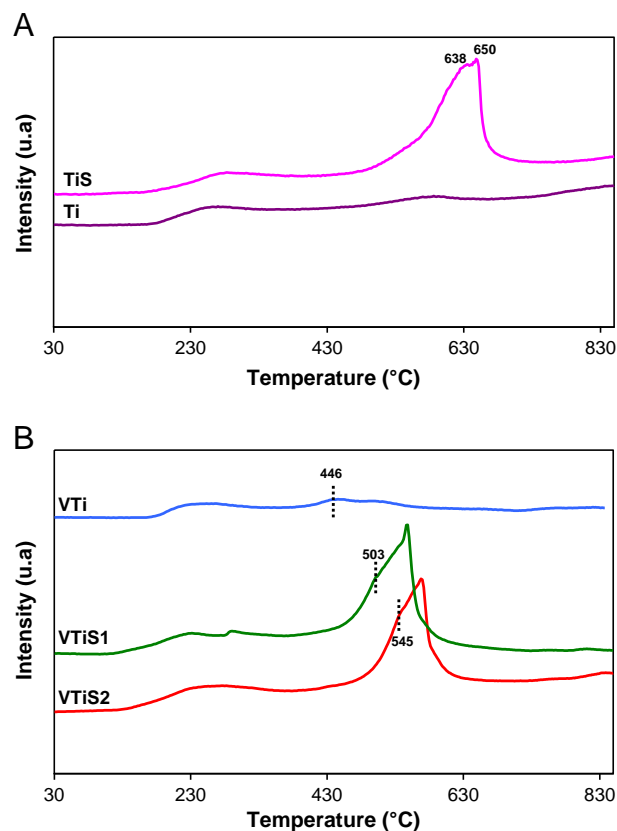 A
638 650
TiS
Ti
Intensity (u.a)
30 230 430 630 830
Temperature (°C)
B
446
VTi
503
VTiS1
545
VTiS2
Intensity (u.a)
30 230 430 630 830
Temperature (°C)